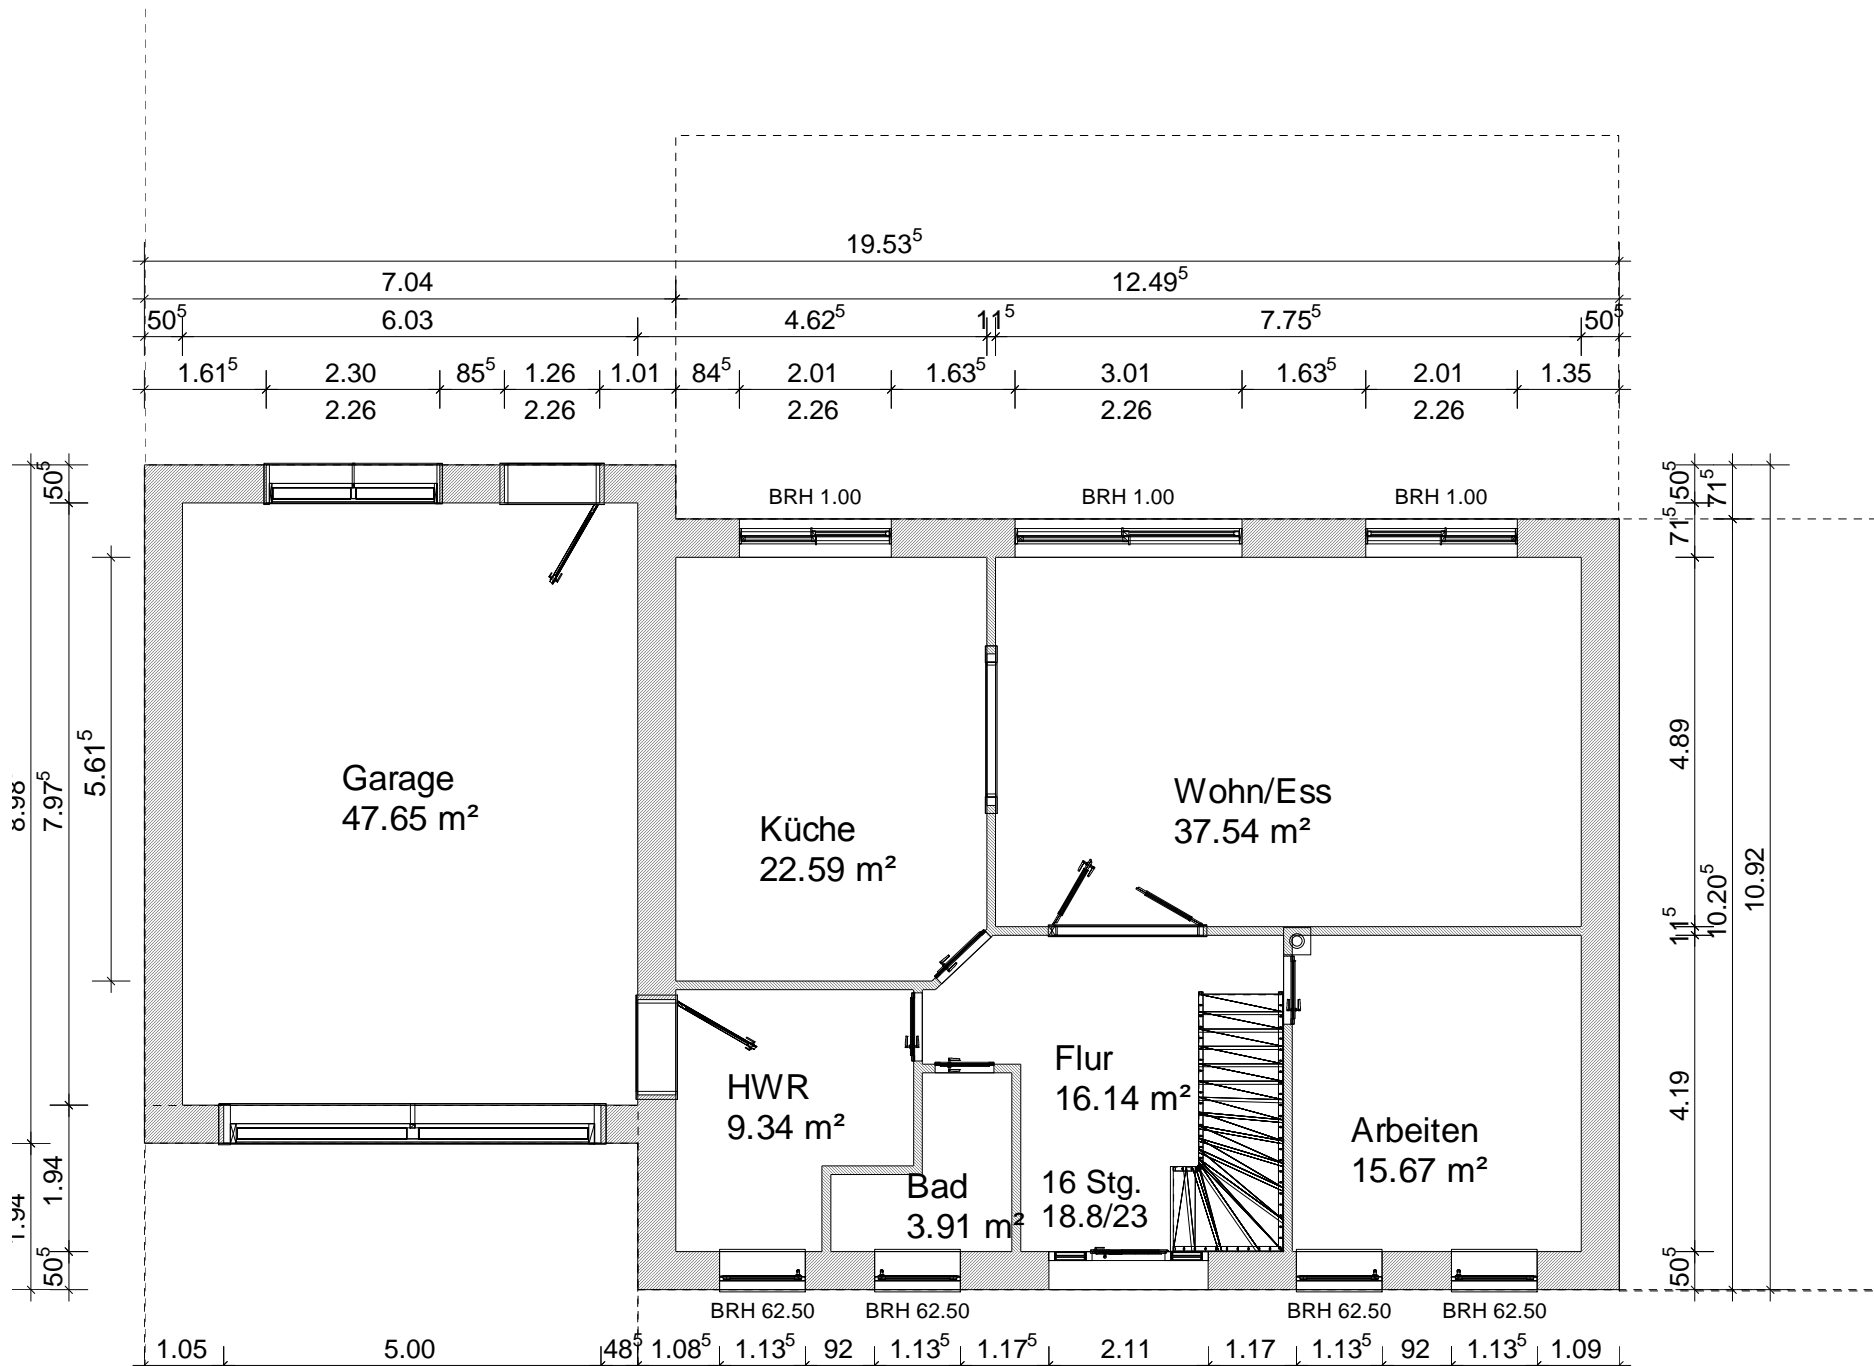 19.53⁵
7.04 12.49⁵
50⁵ 6.03 4.62⁵ 11⁵ 7.75⁵ 50⁵
1.61⁵ 2.30 85⁵ 1.26 1.01 84⁵ 2.01 1.63⁵ 3.01 1.63⁵ 2.01 1.35
2.26 2.26 2.26 2.26 2.26
BRH 1.00 BRH 1.00 BRH 1.00
50⁵
7.97⁵
5.61⁵
8.98
1.94
1.94
50⁵
Garage
47.65 m²
Küche
22.59 m²
Wohn/Ess
37.54 m²
HWR
9.34 m²
Bad
3.91 m²
Flur
16.14 m²
16 Stg.
18.8/23
Arbeiten
15.67 m²
50⁵
71⁵
71⁵
4.89
11⁵
10.20⁵
10.92
4.19
50⁵
BRH 62.50 BRH 62.50 BRH 62.50 BRH 62.50
1.05 5.00 48⁵ 1.08⁵ 1.13⁵ 92 1.13⁵ 1.17⁵ 2.11 1.17 1.13⁵ 92 1.13⁵ 1.09